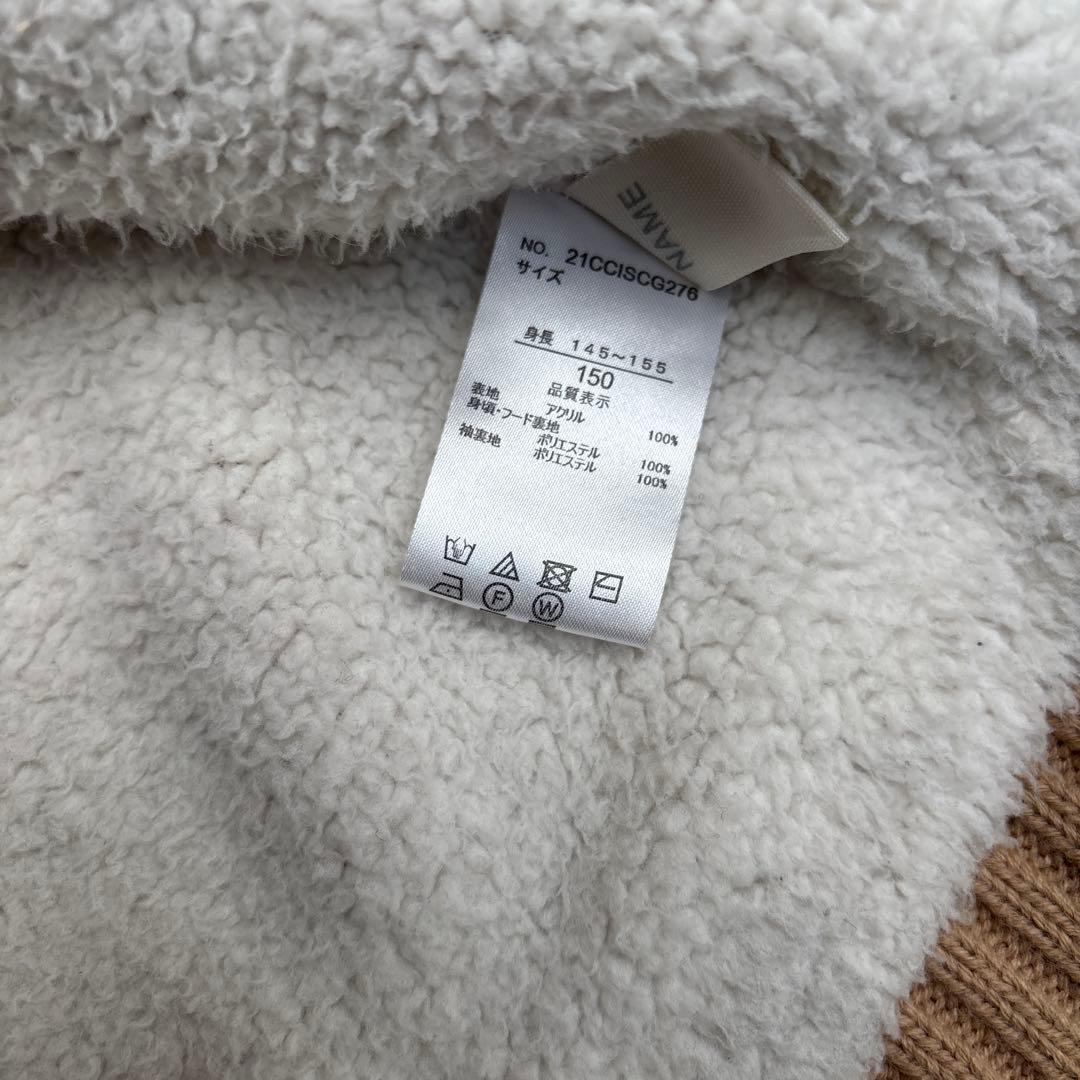 NAME
NO. 21CCISCG276
サイズ
身長 145~155
150
品質表示
表地 アクリル 100%
身頃・フード裏地
ポリエステル 100%
袖裏地 ポリエステル 100%
F W